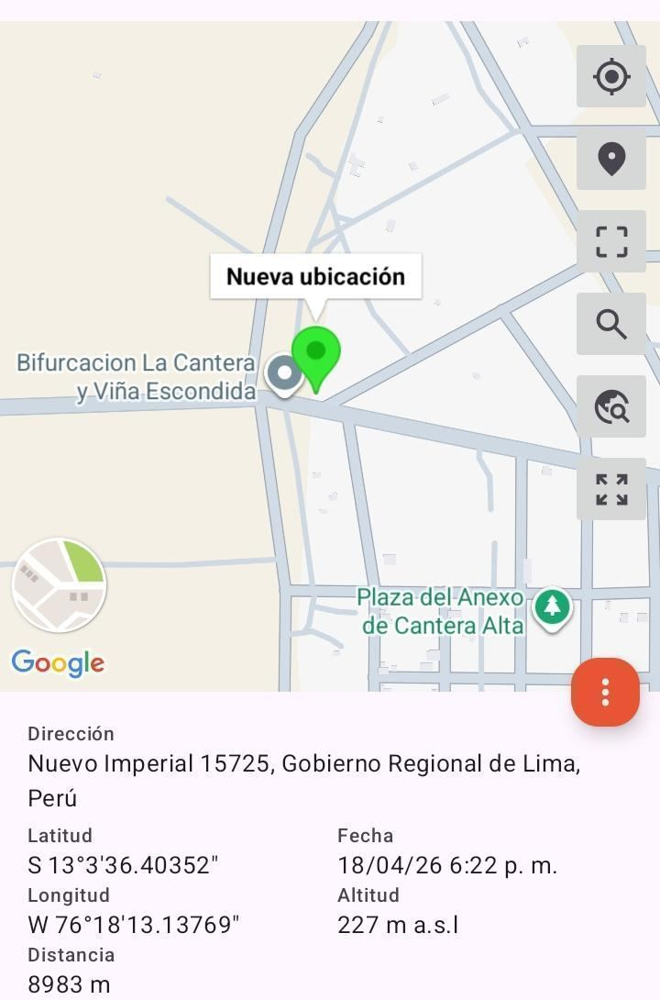 Nueva ubicación
Bifurcacion La Cantera
y Viña Escondida
Plaza del Anexo
de Cantera Alta
Google
Dirección
Nuevo Imperial 15725, Gobierno Regional de Lima,
Perú
Latitud
S 13°3'36.40352"
Fecha
18/04/26 6:22 p. m.
Longitud
W 76°18'13.13769"
Altitud
227 m a.s.l
Distancia
8983 m